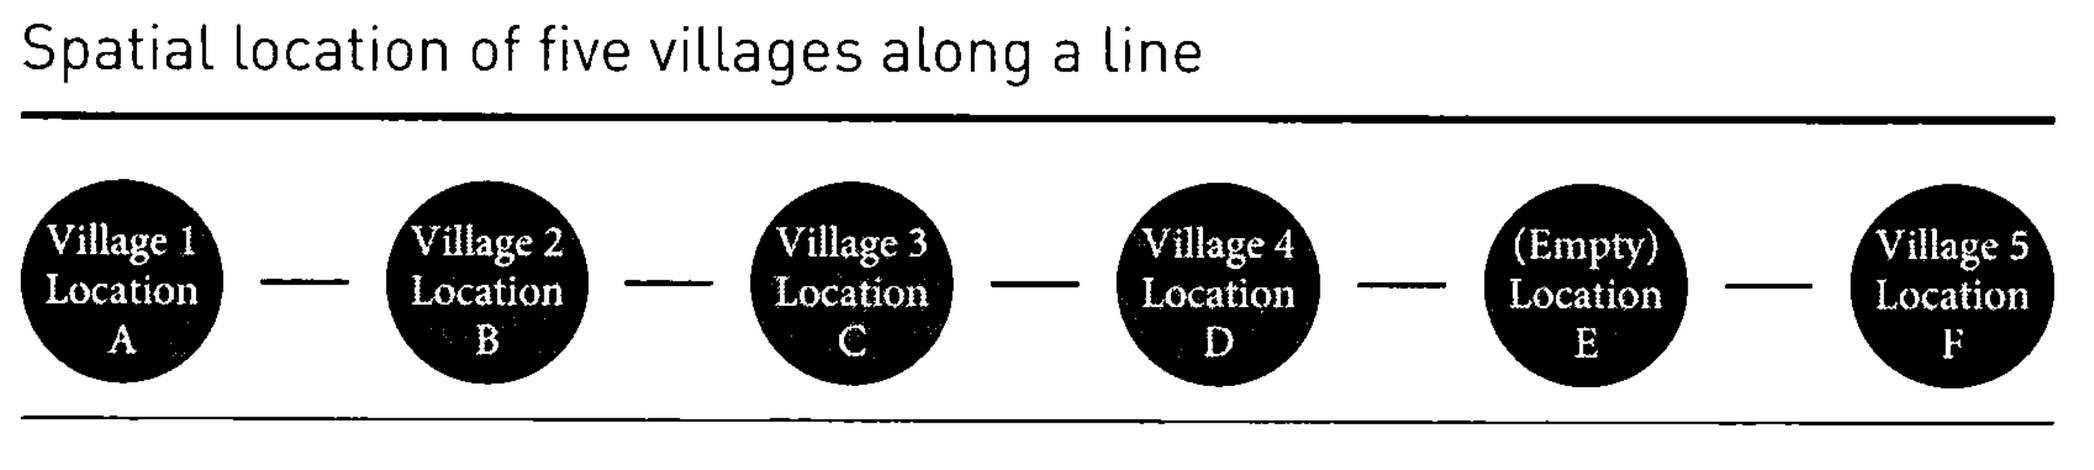 Spatial location of five villages along a line
Village 1
Location
A
Village 2
Location
B
Village 3
Location
C
Village 4
Location
D
(Empty)
Location
E
Village 5
Location
F